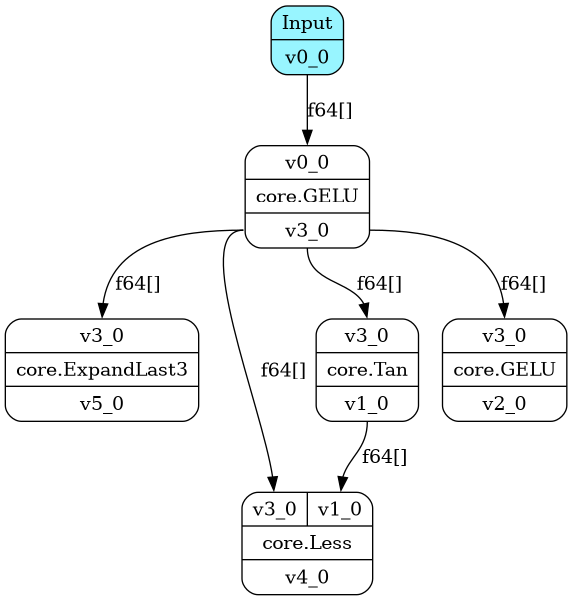 Input
v0_0
f64[]
v0_0
core.GELU
v3_0
f64[]
f64[]
f64[]
f64[]
v3_0
core.ExpandLast3
v5_0
v3_0
core.Tan
v1_0
v3_0
core.GELU
v2_0
f64[]
v3_0 v1_0
core.Less
v4_0